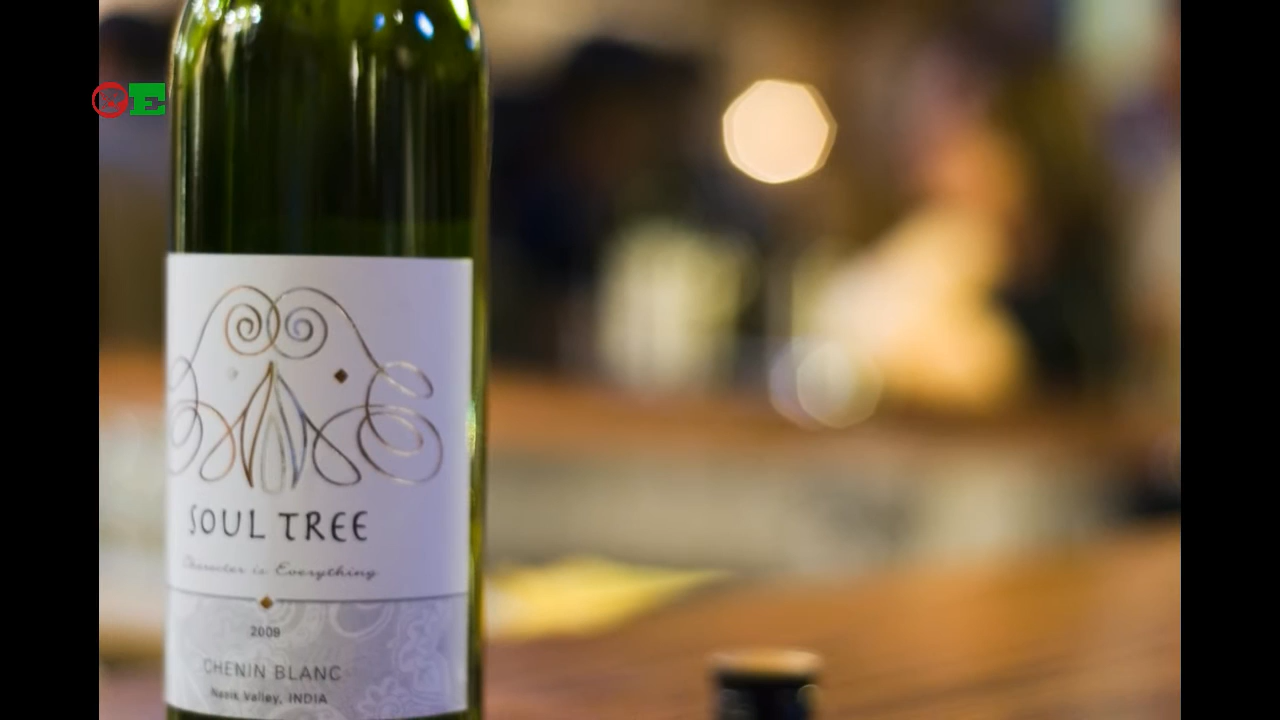 E
SOUL TREE
Character is Everything
2009
CHENIN BLANC
Nasik Valley, INDIA